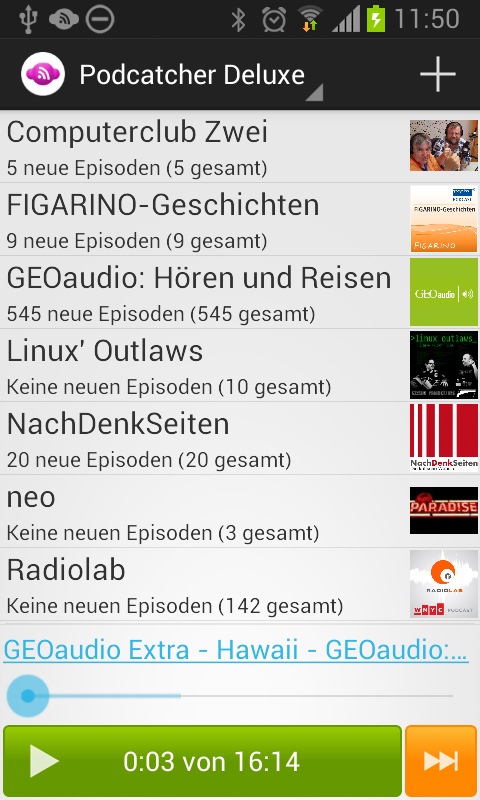 11:50
Podcatcher Deluxe
Computerclub Zwei
5 neue Episoden (5 gesamt)
FIGARINO-Geschichten
9 neue Episoden (9 gesamt)
PODCAST
FIGARINO-Geschichten
FIGARINO
GEOaudio: Hören und Reisen
545 neue Episoden (545 gesamt)
GEOaudio
Linux' Outlaws
Keine neuen Episoden (10 gesamt)
>linux outlaws_
NachDenkSeiten
20 neue Episoden (20 gesamt)
NachDenkSeiten
neo
Keine neuen Episoden (3 gesamt)
PARADISE
Radiolab
Keine neuen Episoden (142 gesamt)
RADIOLAB
WNYC PODCAST
GEOaudio Extra - Hawaii - GEOaudio:...
0:03 von 16:14